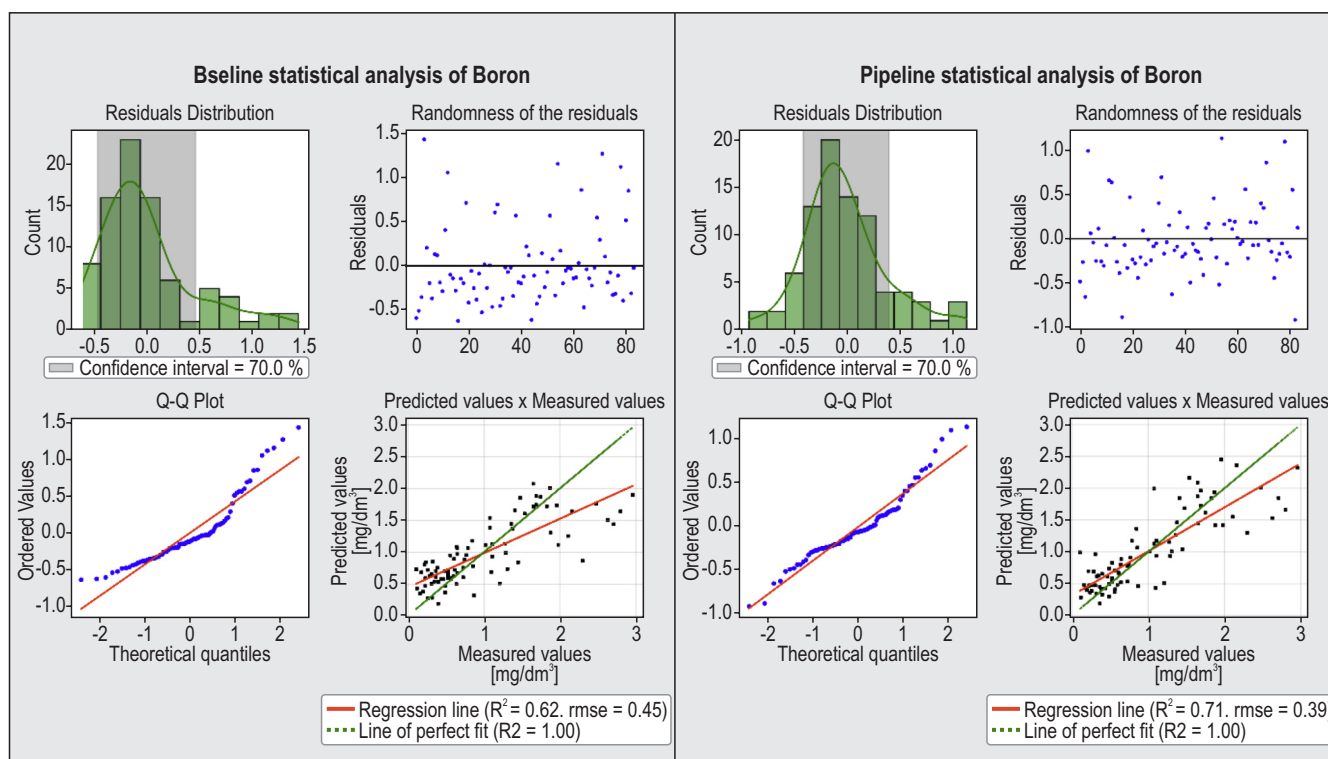 Bseline statistical analysis of Boron
Residuals Distribution
Randomness of the residuals
Count
20
15
10
5
0
-0.5 0.0 0.5 1.0 1.5
Confidence interval = 70.0 %
Residuals
1.5
1.0
0.5
0.0
-0.5
0 20 40 60 80
Q-Q Plot
Predicted values x Measured values
Ordered Values
1.5
1.0
0.5
0.0
-0.5
-1.0
-2 -1 0 1 2
Theoretical quantiles
Predicted values
[mg/dm³]
3.0
2.5
2.0
1.5
1.0
0.5
0.0
0 1 2 3
Measured values
[mg/dm³]
Regression line (R² = 0.62. rmse = 0.45)
Line of perfect fit (R2 = 1.00)
Pipeline statistical analysis of Boron
Residuals Distribution
Randomness of the residuals
Count
20
15
10
5
0
-1.0 -0.5 0.0 0.5 1.0
Confidence interval = 70.0 %
Residuals
1.0
0.5
0.0
-0.5
-1.0
0 20 40 60 80
Q-Q Plot
Predicted values x Measured values
Ordered Values
1.0
0.5
0.0
-0.5
-1.0
-2 -1 0 1 2
Theoretical quantiles
Predicted values
[mg/dm³]
3.0
2.5
2.0
1.5
1.0
0.5
0.0
0 1 2 3
Measured values
[mg/dm³]
Regression line (R² = 0.71. rmse = 0.39
Line of perfect fit (R2 = 1.00)